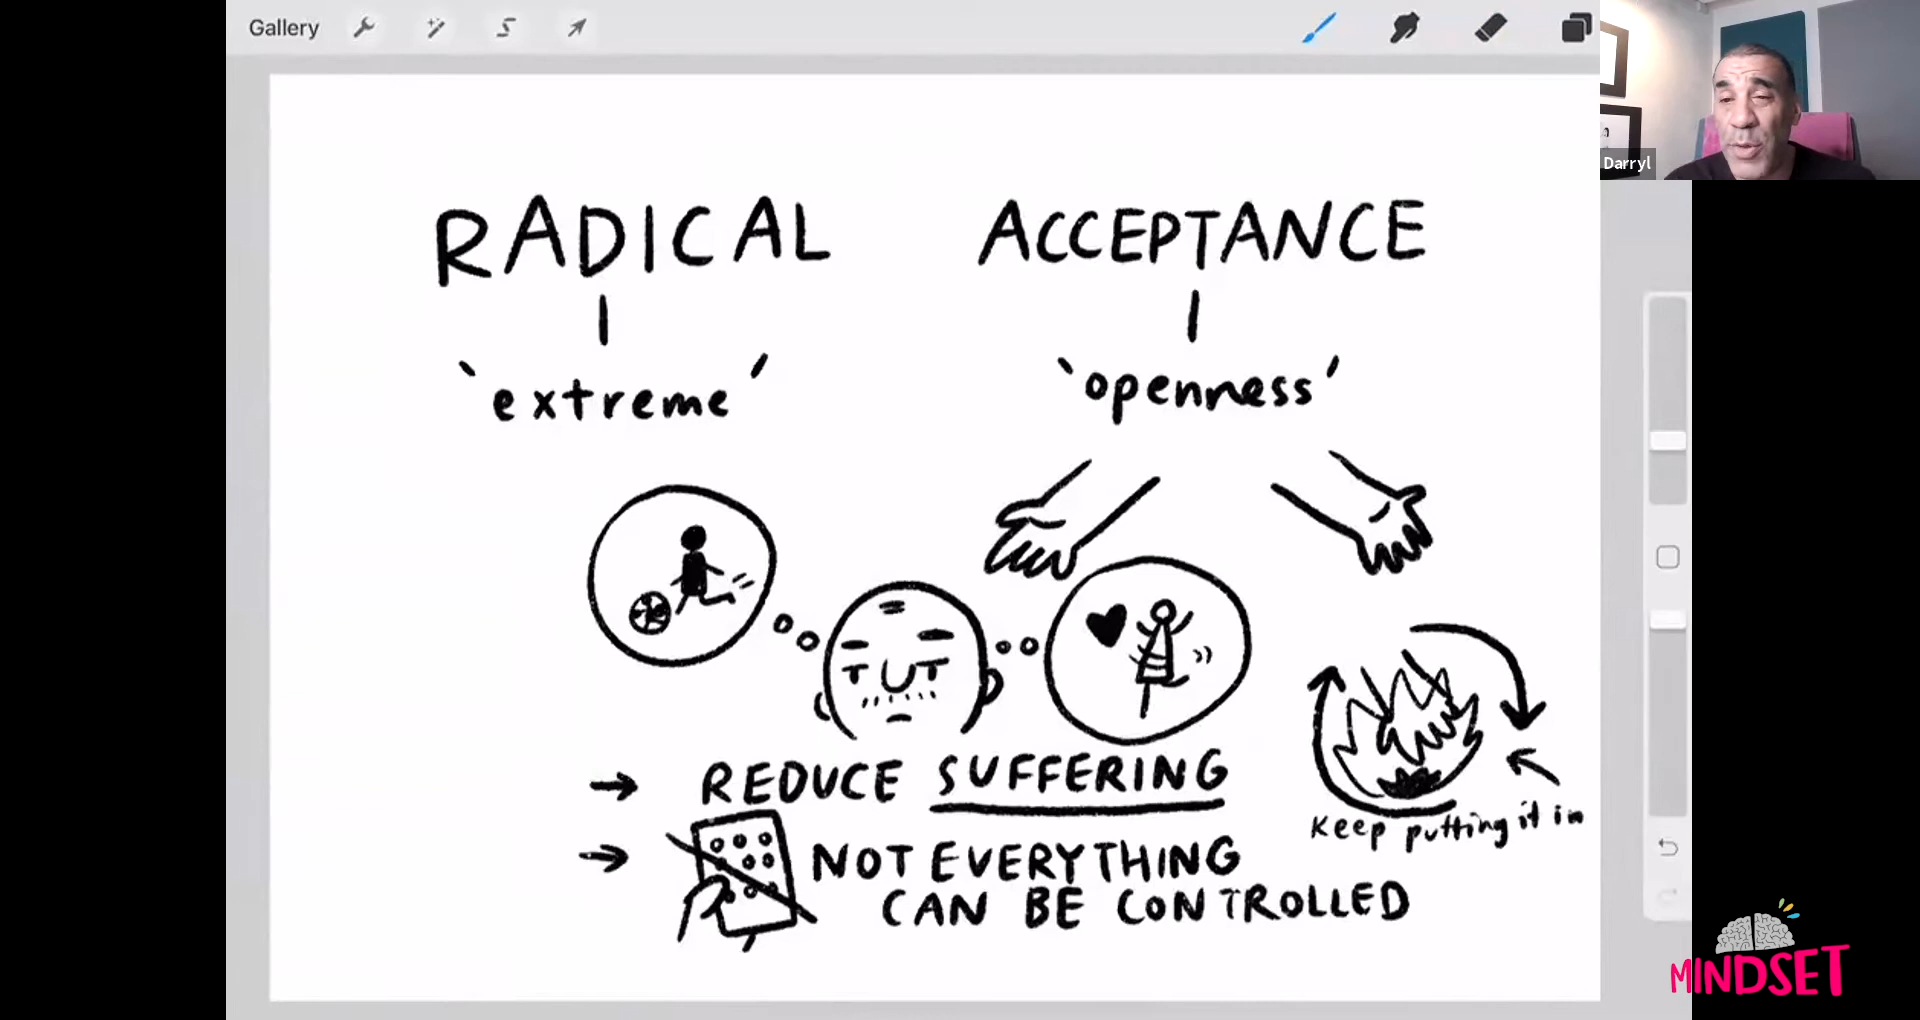 Gallery
Darryl
RADICAL ACCEPTANCE
'extreme' 'openness'
→ REDUCE SUFFERING
Keep putting it in
→ NOT EVERYTHING
CAN BE CONTROLLED
MINDSET